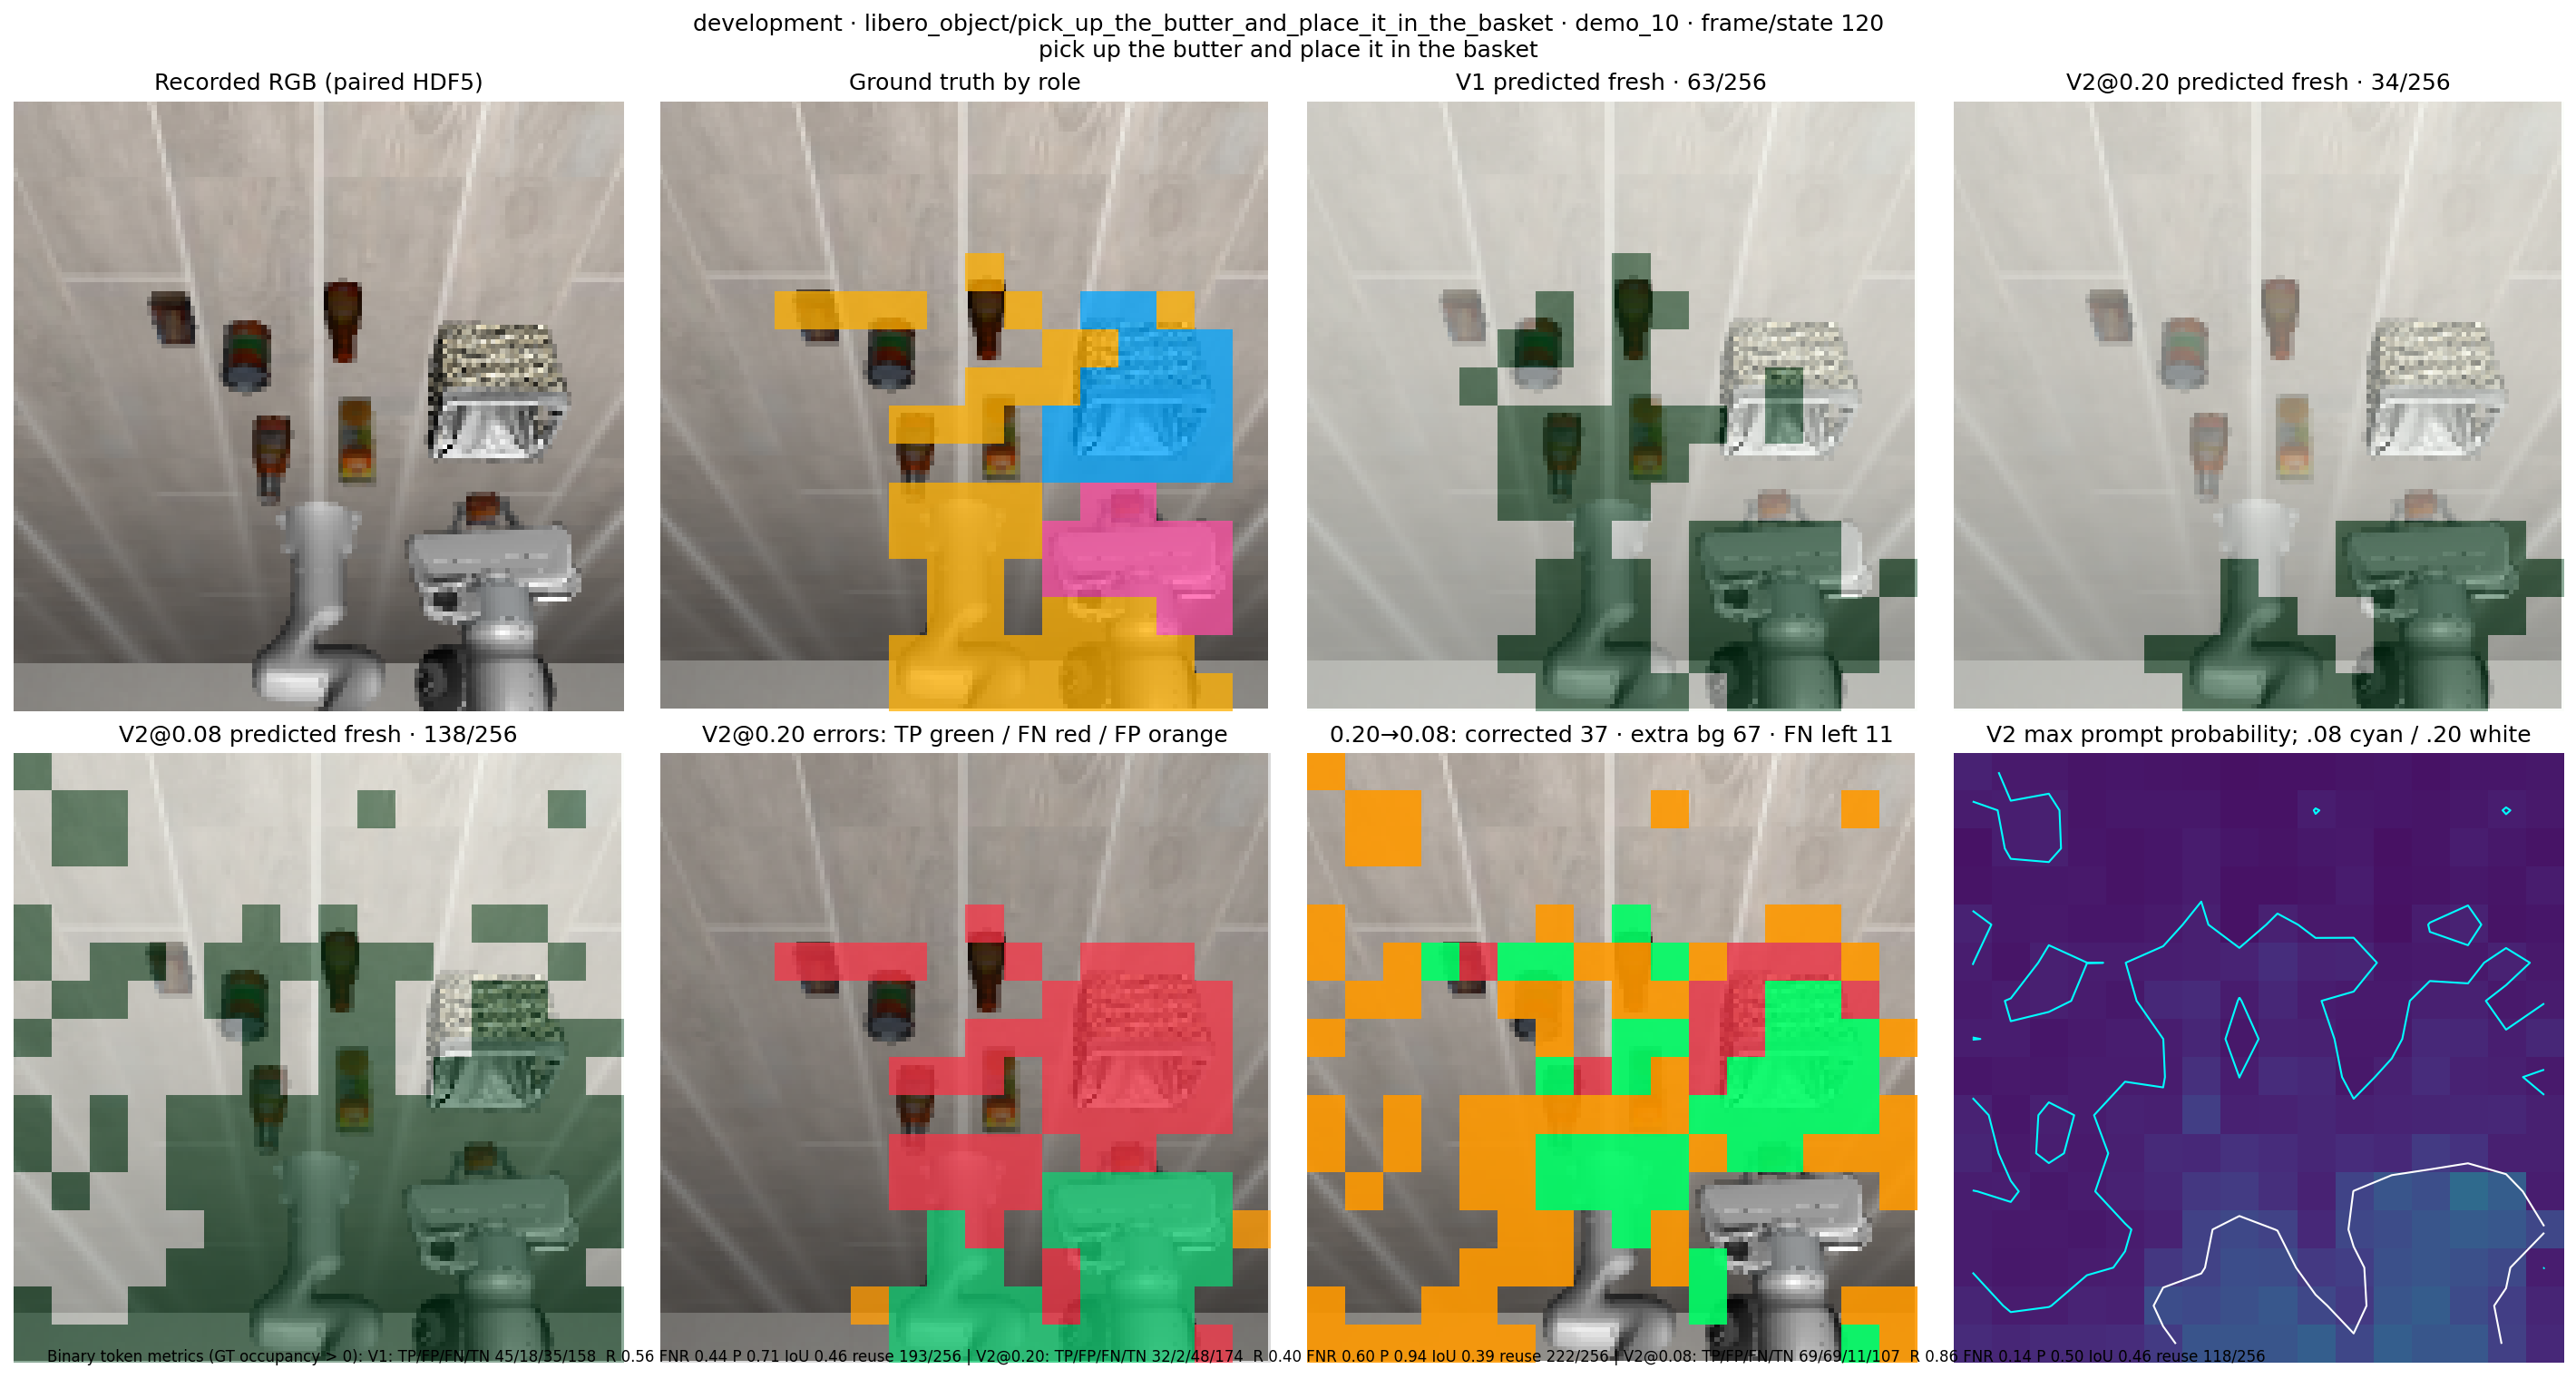 development · libero_object/pick_up_the_butter_and_place_it_in_the_basket · demo_10 · frame/state 120
pick up the butter and place it in the basket
Recorded RGB (paired HDF5)
Ground truth by role
V1 predicted fresh · 63/256
V2@0.20 predicted fresh · 34/256
V2@0.08 predicted fresh · 138/256
V2@0.20 errors: TP green / FN red / FP orange
0.20→0.08: corrected 37 · extra bg 67 · FN left 11
V2 max prompt probability; .08 cyan / .20 white
Binary token metrics (GT occupancy > 0): V1: TP/FP/FN/TN 45/18/35/158 R 0.56 FNR 0.44 P 0.71 IoU 0.46 reuse 193/256 | V2@0.20: TP/FP/FN/TN 32/2/48/174 R 0.40 FNR 0.60 P 0.94 IoU 0.39 reuse 222/256 | V2@0.08: TP/FP/FN/TN 69/69/11/107 R 0.86 FNR 0.14 P 0.50 IoU 0.46 reuse 118/256